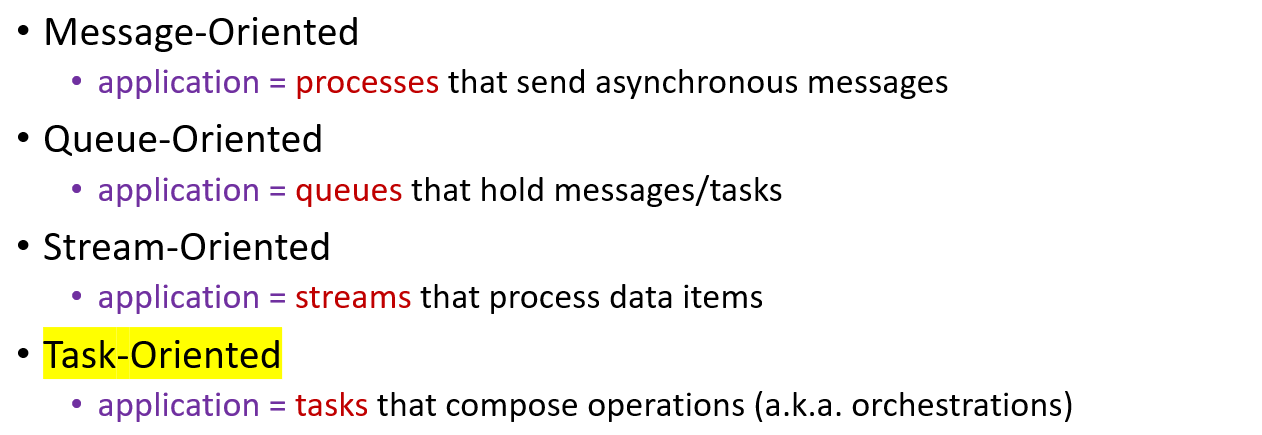 • Message-Oriented
• application = processes that send asynchronous messages
• Queue-Oriented
• application = queues that hold messages/tasks
• Stream-Oriented
• application = streams that process data items
• Task-Oriented
• application = tasks that compose operations (a.k.a. orchestrations)